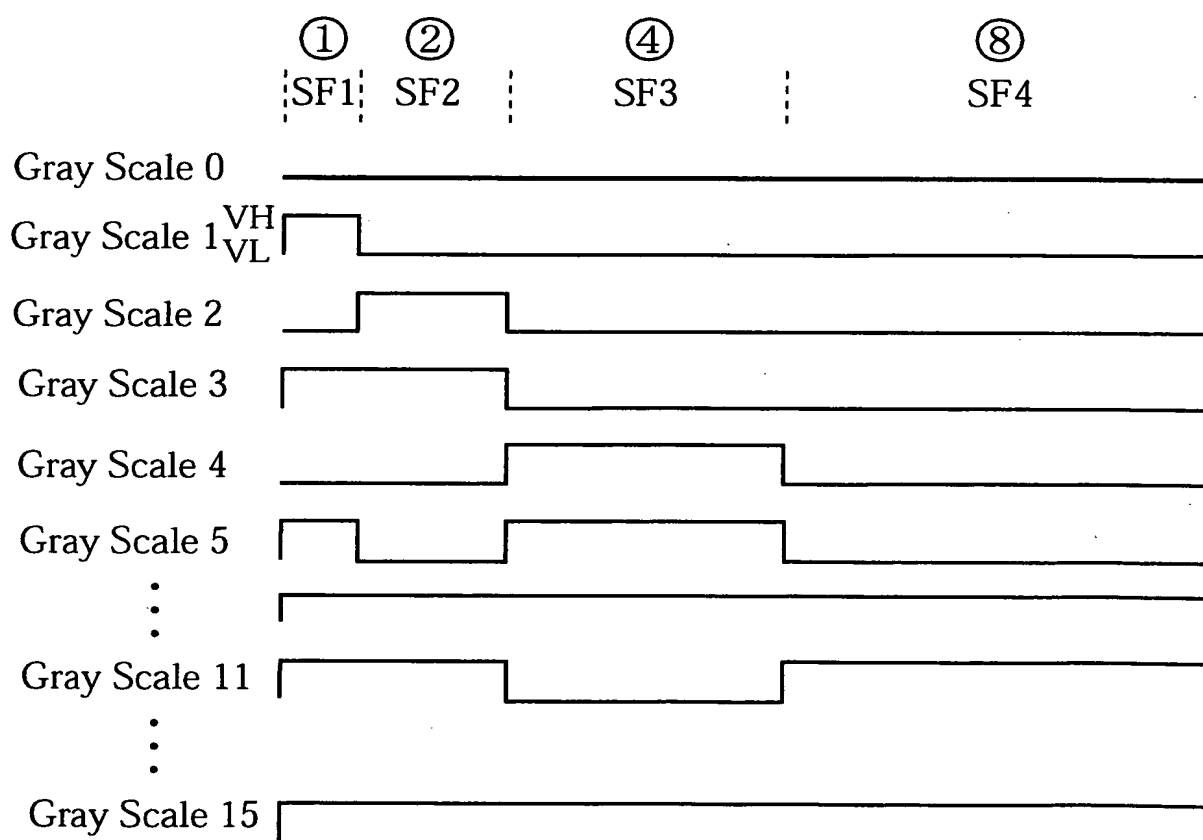 ① ② ④ ⑧
SF1 SF2 SF3 SF4
Gray Scale 0
Gray Scale 1 VH
VL
Gray Scale 2
Gray Scale 3
Gray Scale 4
Gray Scale 5
Gray Scale 11
Gray Scale 15